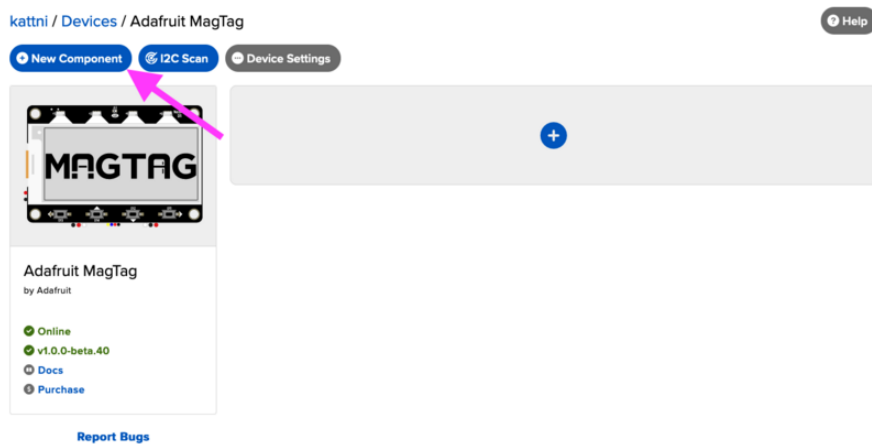 kattni / Devices / Adafruit MagTag
Help
New Component
I2C Scan
Device Settings
MAGTAG
Adafruit MagTag
by Adafruit
Online
v1.0.0-beta.40
Docs
Purchase
Report Bugs